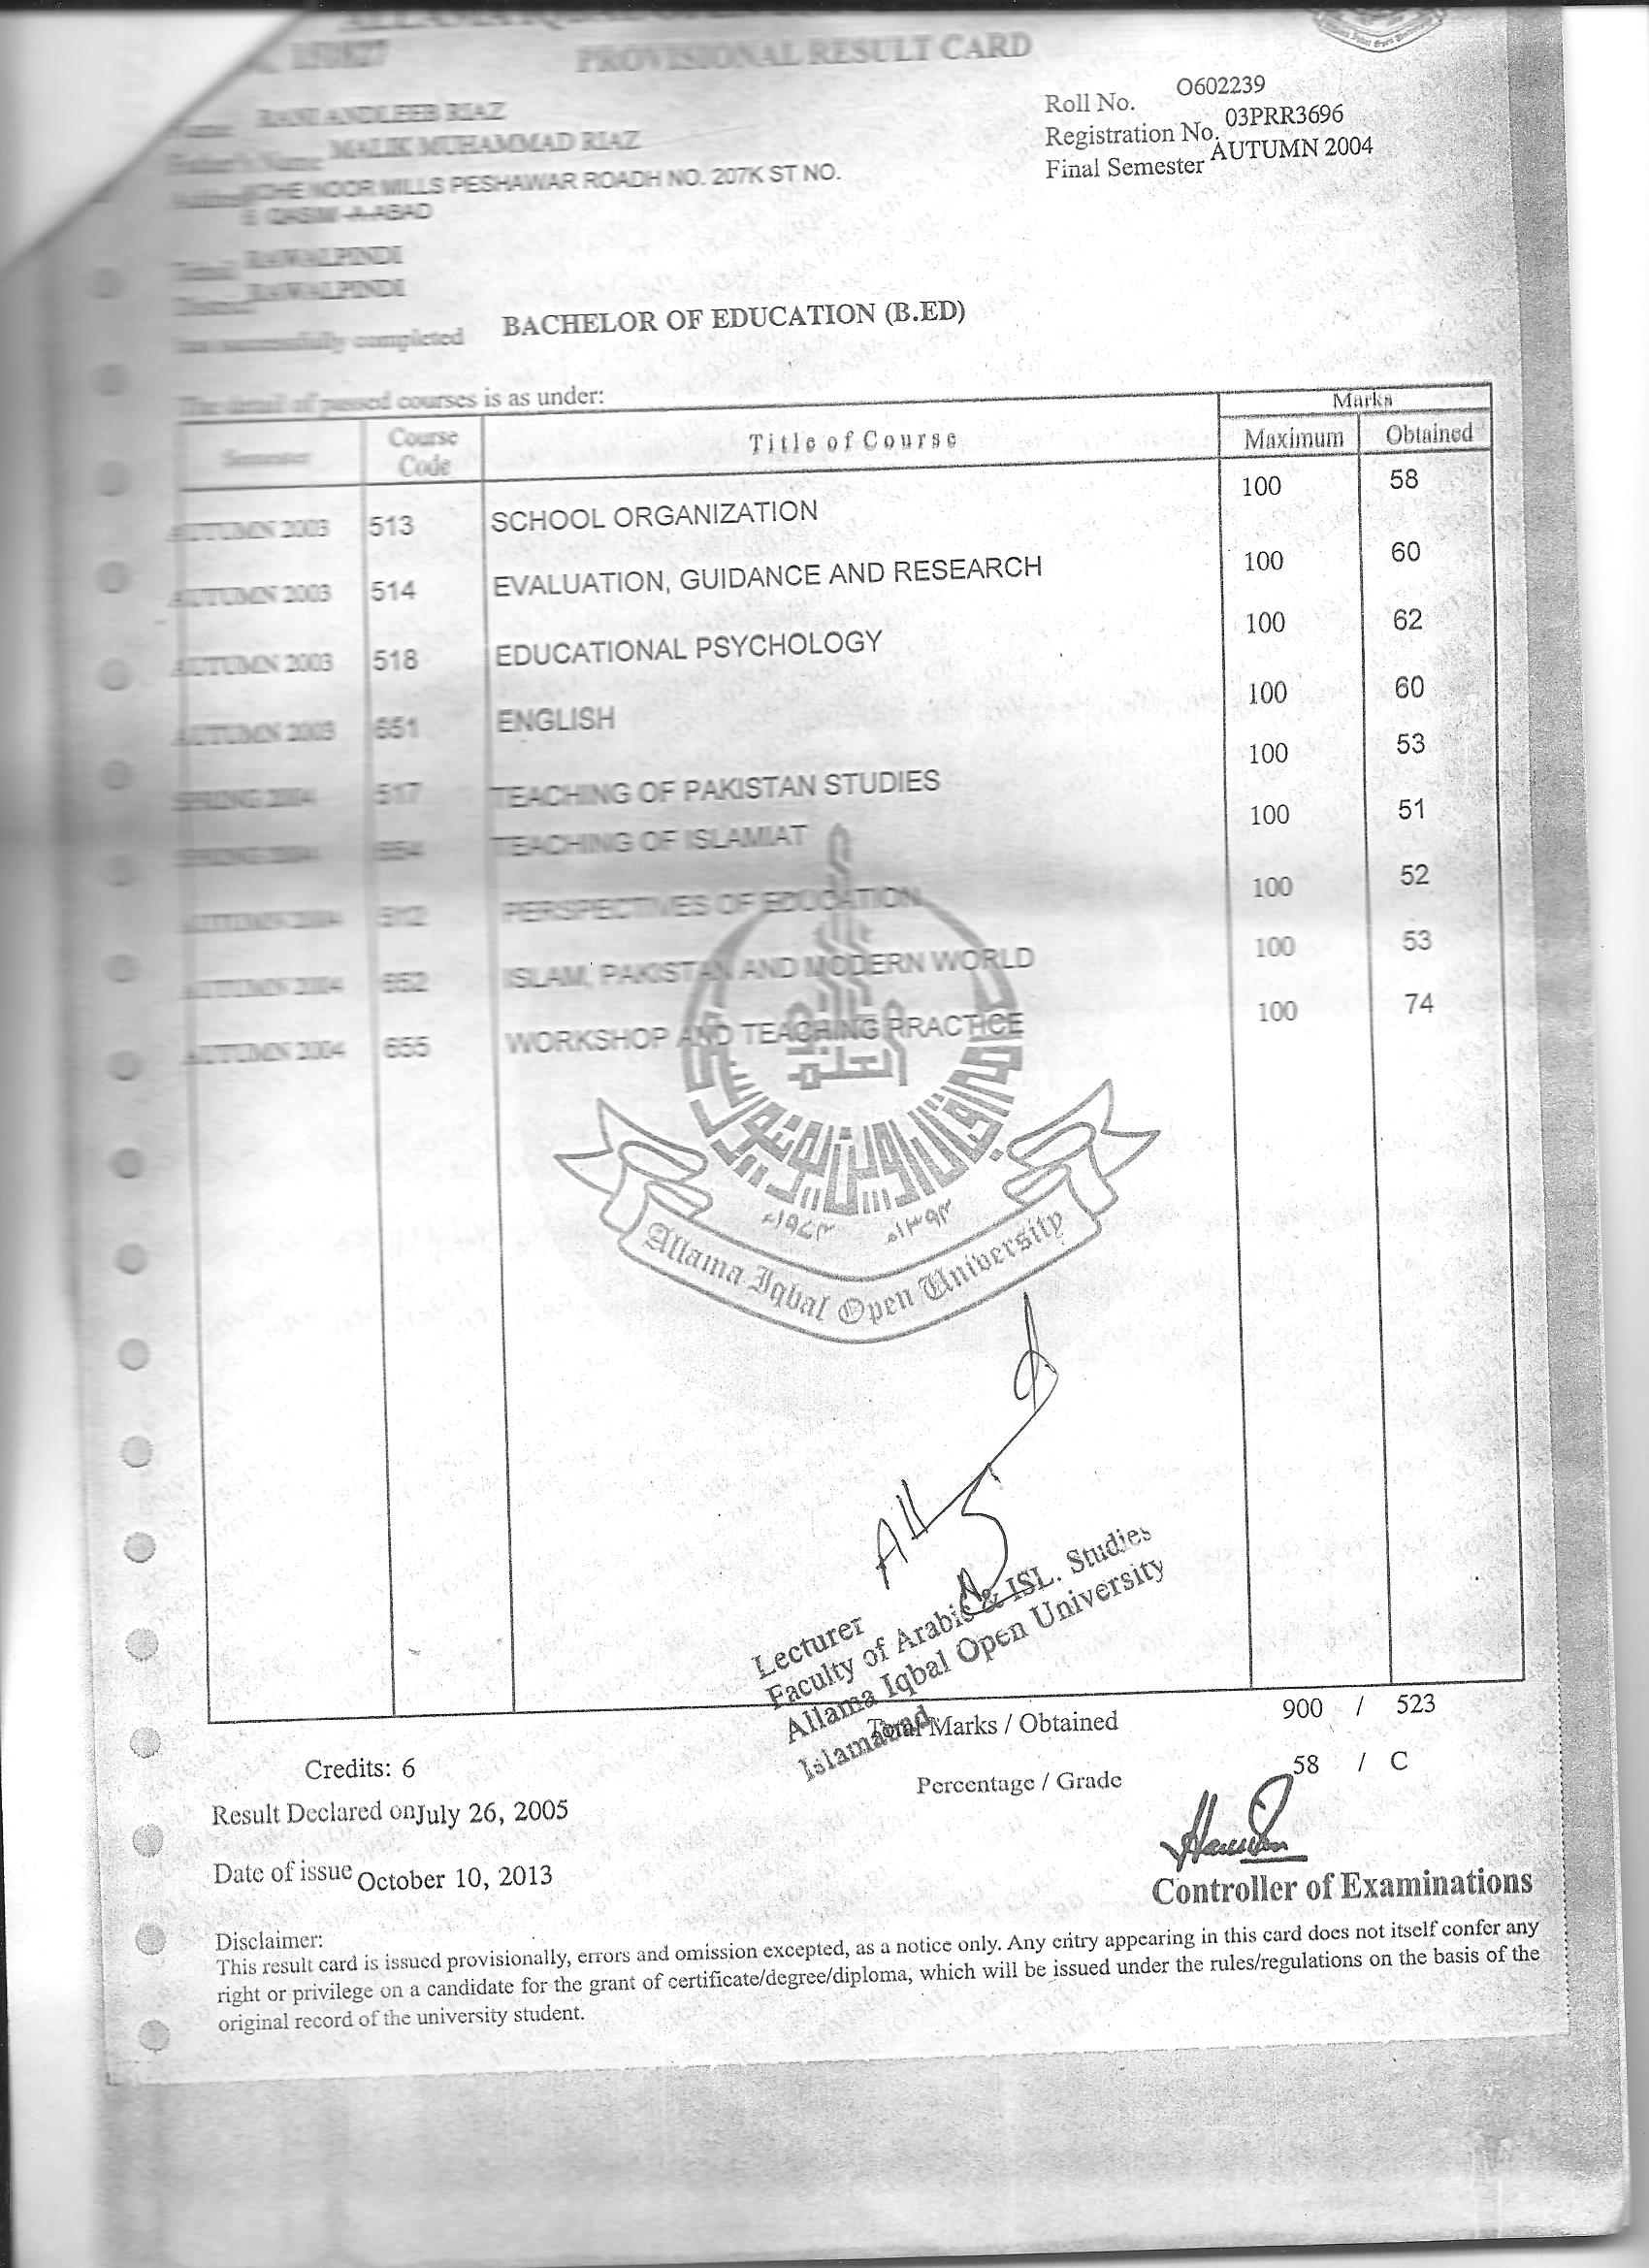 PROVISIONAL RESULT CARD
Roll No. O602239
Registration No. 03PRR3696
Final Semester AUTUMN 2004
Name RANI ANDLEEB RIAZ
Father's Name MALIK MUHAMMAD RIAZ
Address NOOR MILLS PESHAWAR ROADH NO. 207K ST NO.
QASIM-A-ABAD
RAWALPINDI
District RAWALPINDI
has successfully completed BACHELOR OF EDUCATION (B.ED)
The detail of passed courses is as under:
Marks
Semester Course Code Title of Course Maximum Obtained
AUTUMN 2003 513 SCHOOL ORGANIZATION 100 58
AUTUMN 2003 514 EVALUATION, GUIDANCE AND RESEARCH 100 60
AUTUMN 2003 518 EDUCATIONAL PSYCHOLOGY 100 62
AUTUMN 2003 651 ENGLISH 100 60
SPRING 2004 517 TEACHING OF PAKISTAN STUDIES 100 53
SPRING 2004 654 TEACHING OF ISLAMIAT 100 51
AUTUMN 2004 512 PERSPECTIVES OF EDUCATION 100 52
AUTUMN 2004 652 ISLAM, PAKISTAN AND MODERN WORLD 100 53
AUTUMN 2004 655 WORKSHOP AND TEACHING PRACTICE 100 74
Allama Iqbal Open University
Lecturer
Faculty of Arabic & ISL. Studies
Allama Iqbal Open University
Islamabad
Total Marks / Obtained 900 / 523
Credits: 6
Percentage / Grade 58 / C
Result Declared on July 26, 2005
Date of issue October 10, 2013
Controller of Examinations
Disclaimer:
This result card is issued provisionally, errors and omission excepted, as a notice only. Any entry appearing in this card does not itself confer any
right or privilege on a candidate for the grant of certificate/degree/diploma, which will be issued under the rules/regulations on the basis of the
original record of the university student.